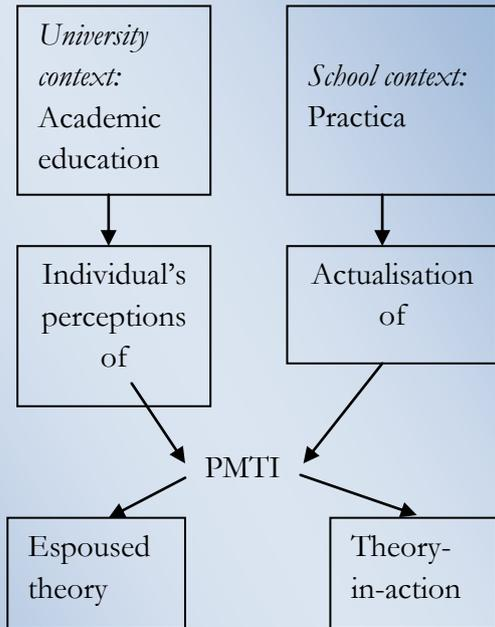 University
context:
Academic
education
School context:
Practica
Individual's
perceptions
of
Actualisation
of
PMTI
Espoused
theory
Theory-
in-action